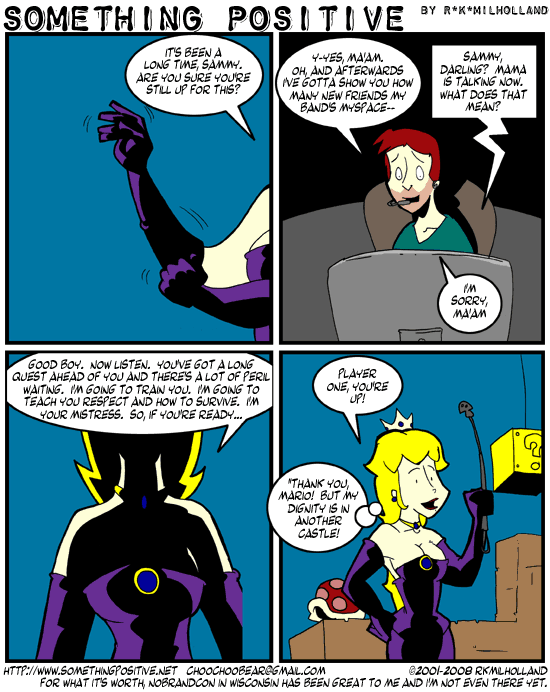 SOMETHING POSITIVE BY R*K*MILHOLLAND
IT'S BEEN A
LONG TIME, SAMMY.
ARE YOU SURE YOU'RE
STILL UP FOR THIS?
Y-YES, MA'AM.
OH, AND AFTERWARDS
I'VE GOTTA SHOW YOU HOW
MANY NEW FRIENDS MY
BAND'S MYSPACE--
SAMMY,
DARLING? MAMA
IS TALKING NOW.
WHAT DOES THAT
MEAN?
I'M
SORRY,
MA'AM
GOOD BOY. NOW LISTEN. YOU'VE GOT A LONG
QUEST AHEAD OF YOU AND THERE'S A LOT OF PERIL
WAITING. I'M GOING TO TRAIN YOU. I'M GOING TO
TEACH YOU RESPECT AND HOW TO SURVIVE. I'M
YOUR MISTRESS. SO, IF YOU'RE READY...
PLAYER
ONE, YOU'RE
UP!
"THANK YOU,
MARIO! BUT MY
DIGNITY IS IN
ANOTHER
CASTLE!
?
HTTP://WWW.SOMETHINGPOSITIVE.NET CHOOCHOOBEAR@GMAIL.COM ©2001-2008 RKMILHOLLAND
FOR WHAT IT'S WORTH, NOBRANDCON IN WISCONSIN HAS BEEN GREAT TO ME AND I'M NOT EVEN THERE YET.